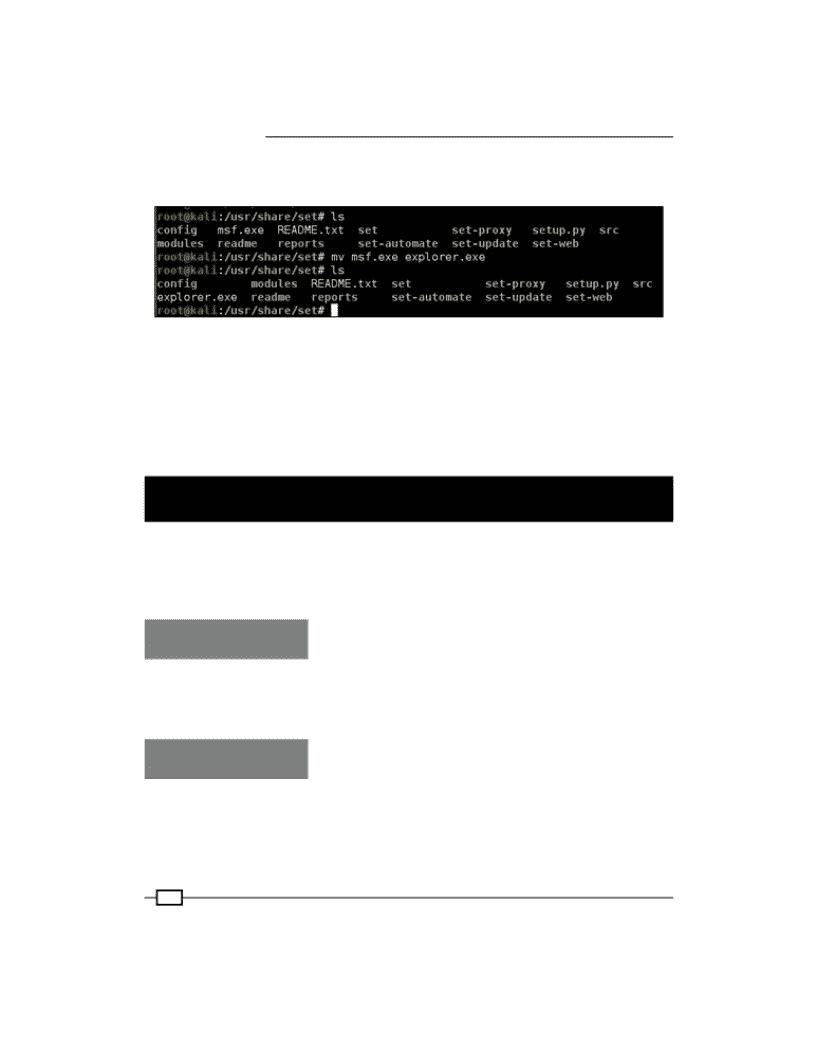 root@kali:/usr/share/set# ls
config msf.exe README.txt set set-proxy setup.py src
modules readme reports set-automate set-update set-web
root@kali:/usr/share/set# mv msf.exe explorer.exe
root@kali:/usr/share/set# ls
config modules README.txt set set-proxy setup.py src
explorer.exe readme reports set-automate set-update set-web
root@kali:/usr/share/set#